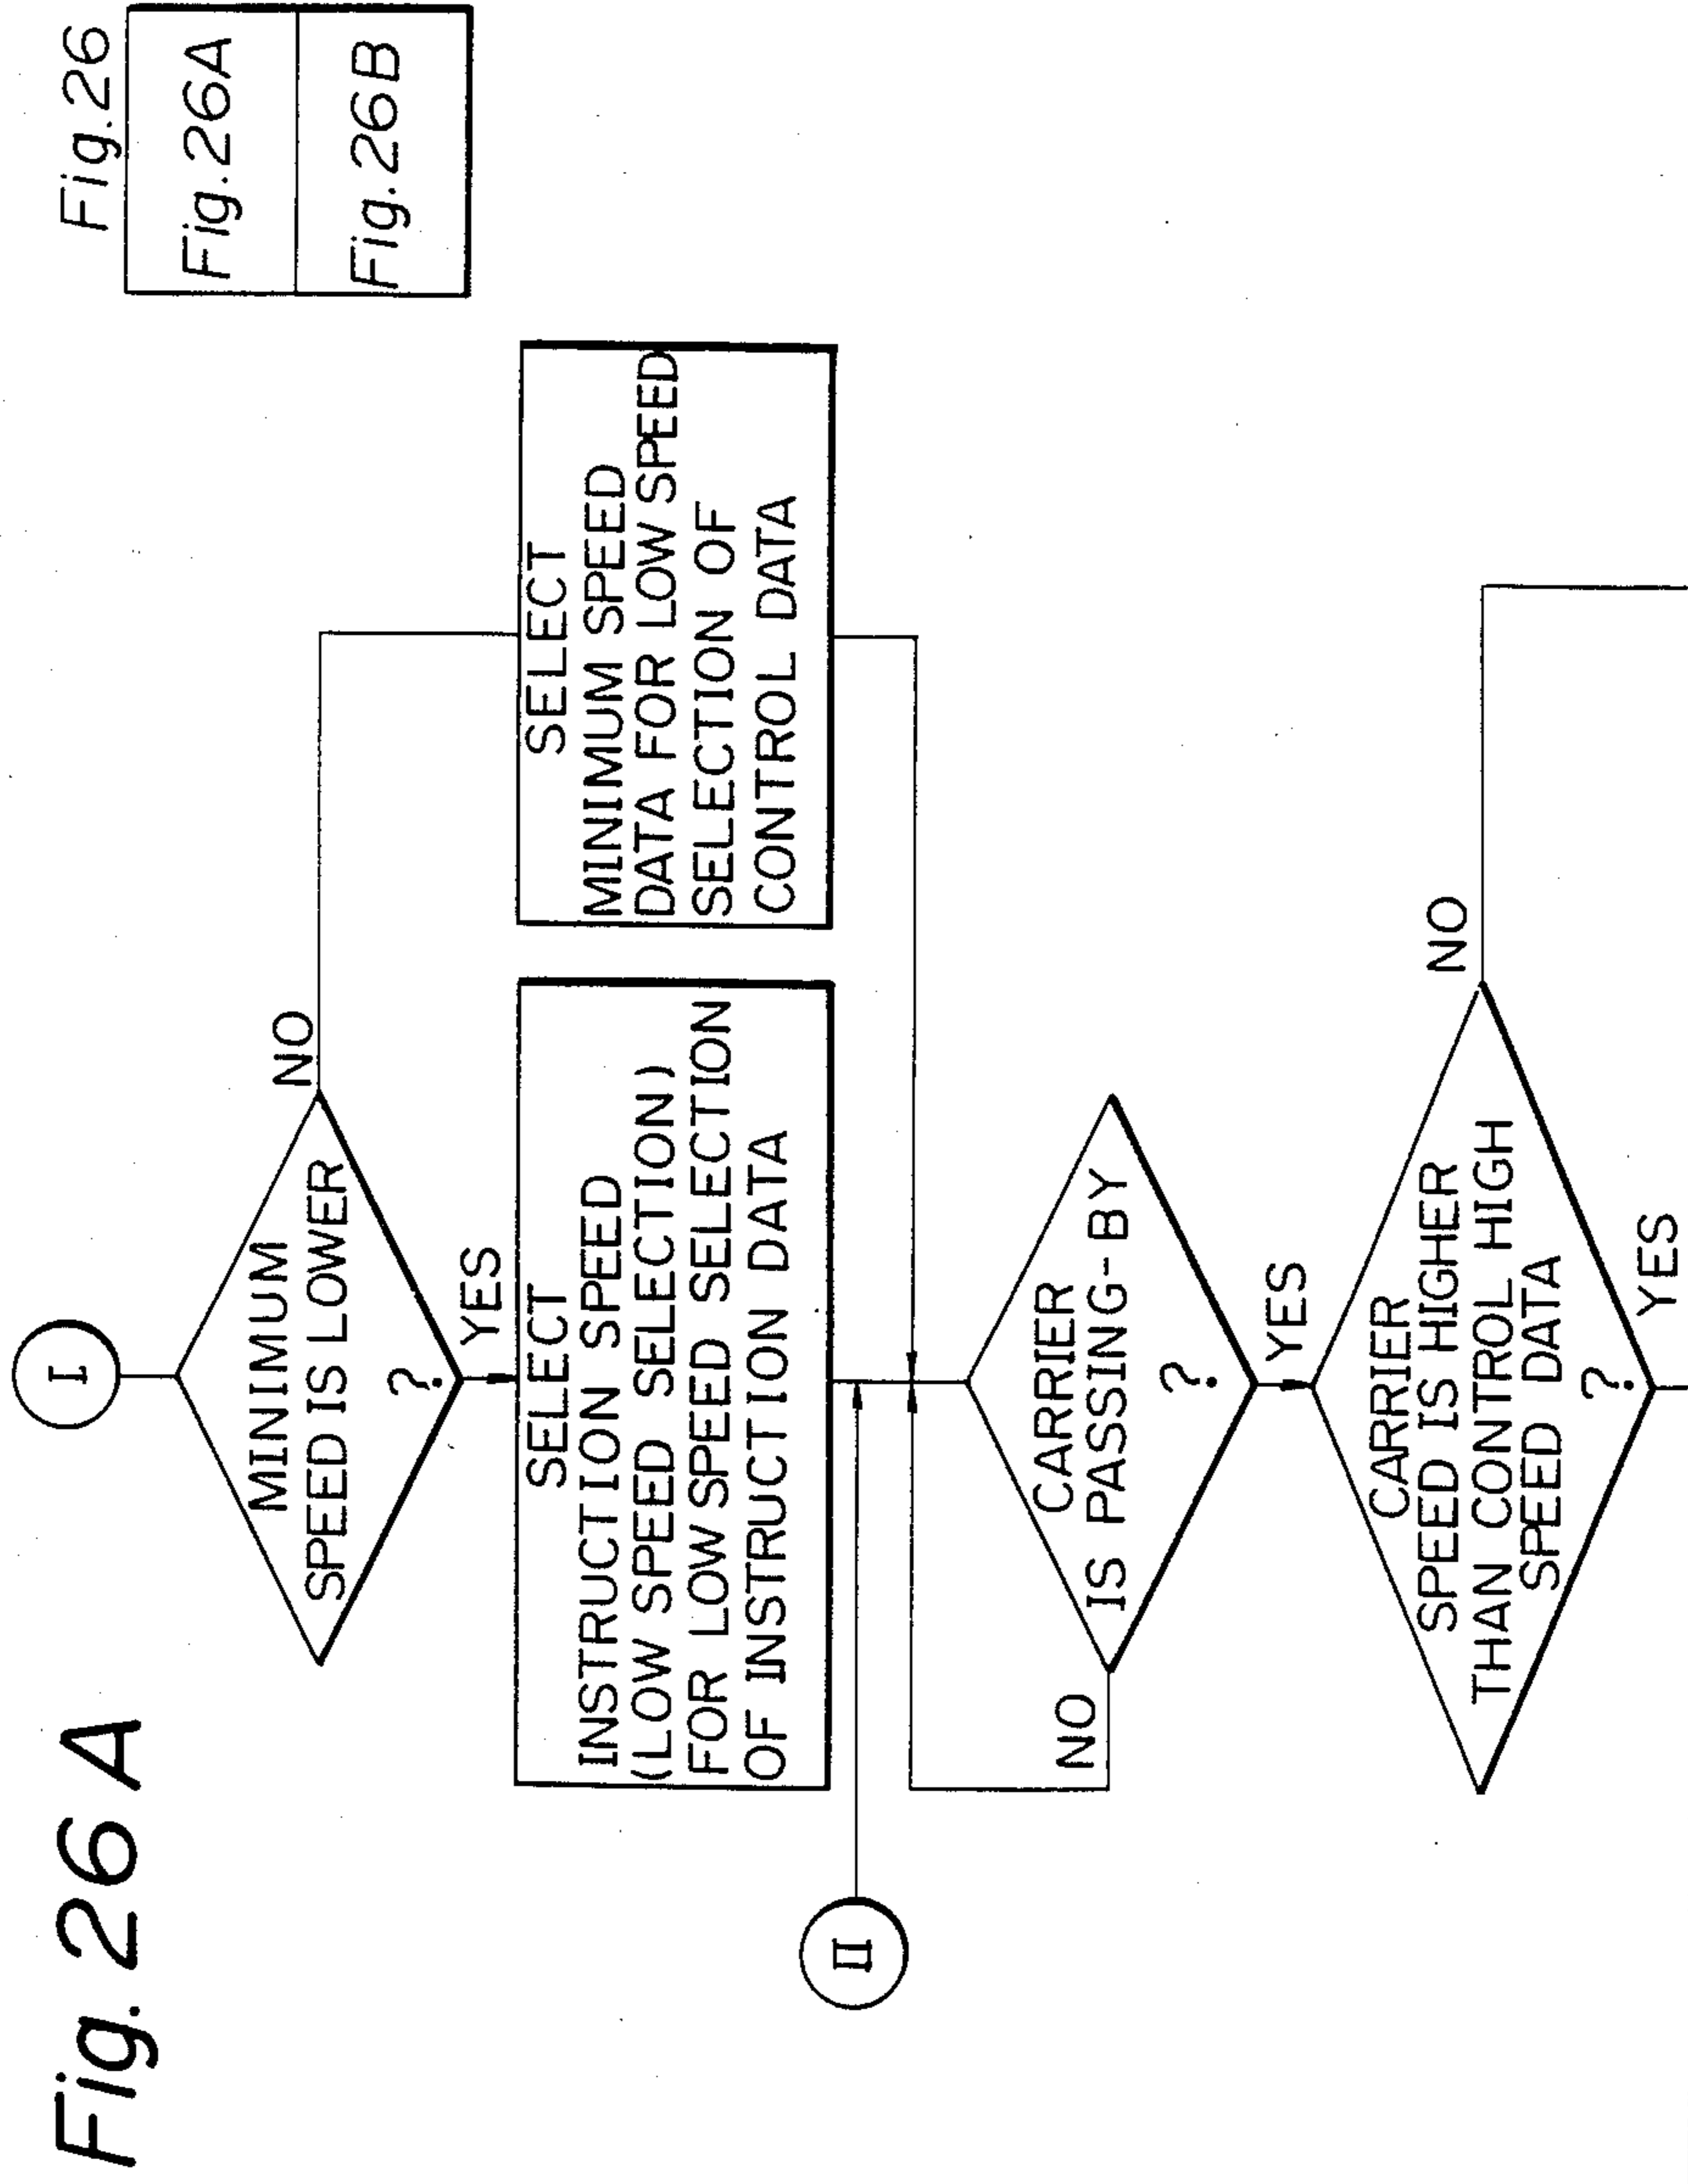 Fig. 26 A
Fig.26
Fig.26A
Fig.26B
I
MINIMUM
SPEED IS LOWER
?
NO
YES
SELECT
INSTRUCTION SPEED
(LOW SPEED SELECTION)
FOR LOW SPEED SELECTION
OF INSTRUCTION DATA
SELECT
MINIMUM SPEED
DATA FOR LOW SPEED
SELECTION OF
CONTROL DATA
II
CARRIER
IS PASSING-BY
?
NO
YES
CARRIER
SPEED IS HIGHER
THAN CONTROL HIGH
SPEED DATA
?
NO
YES